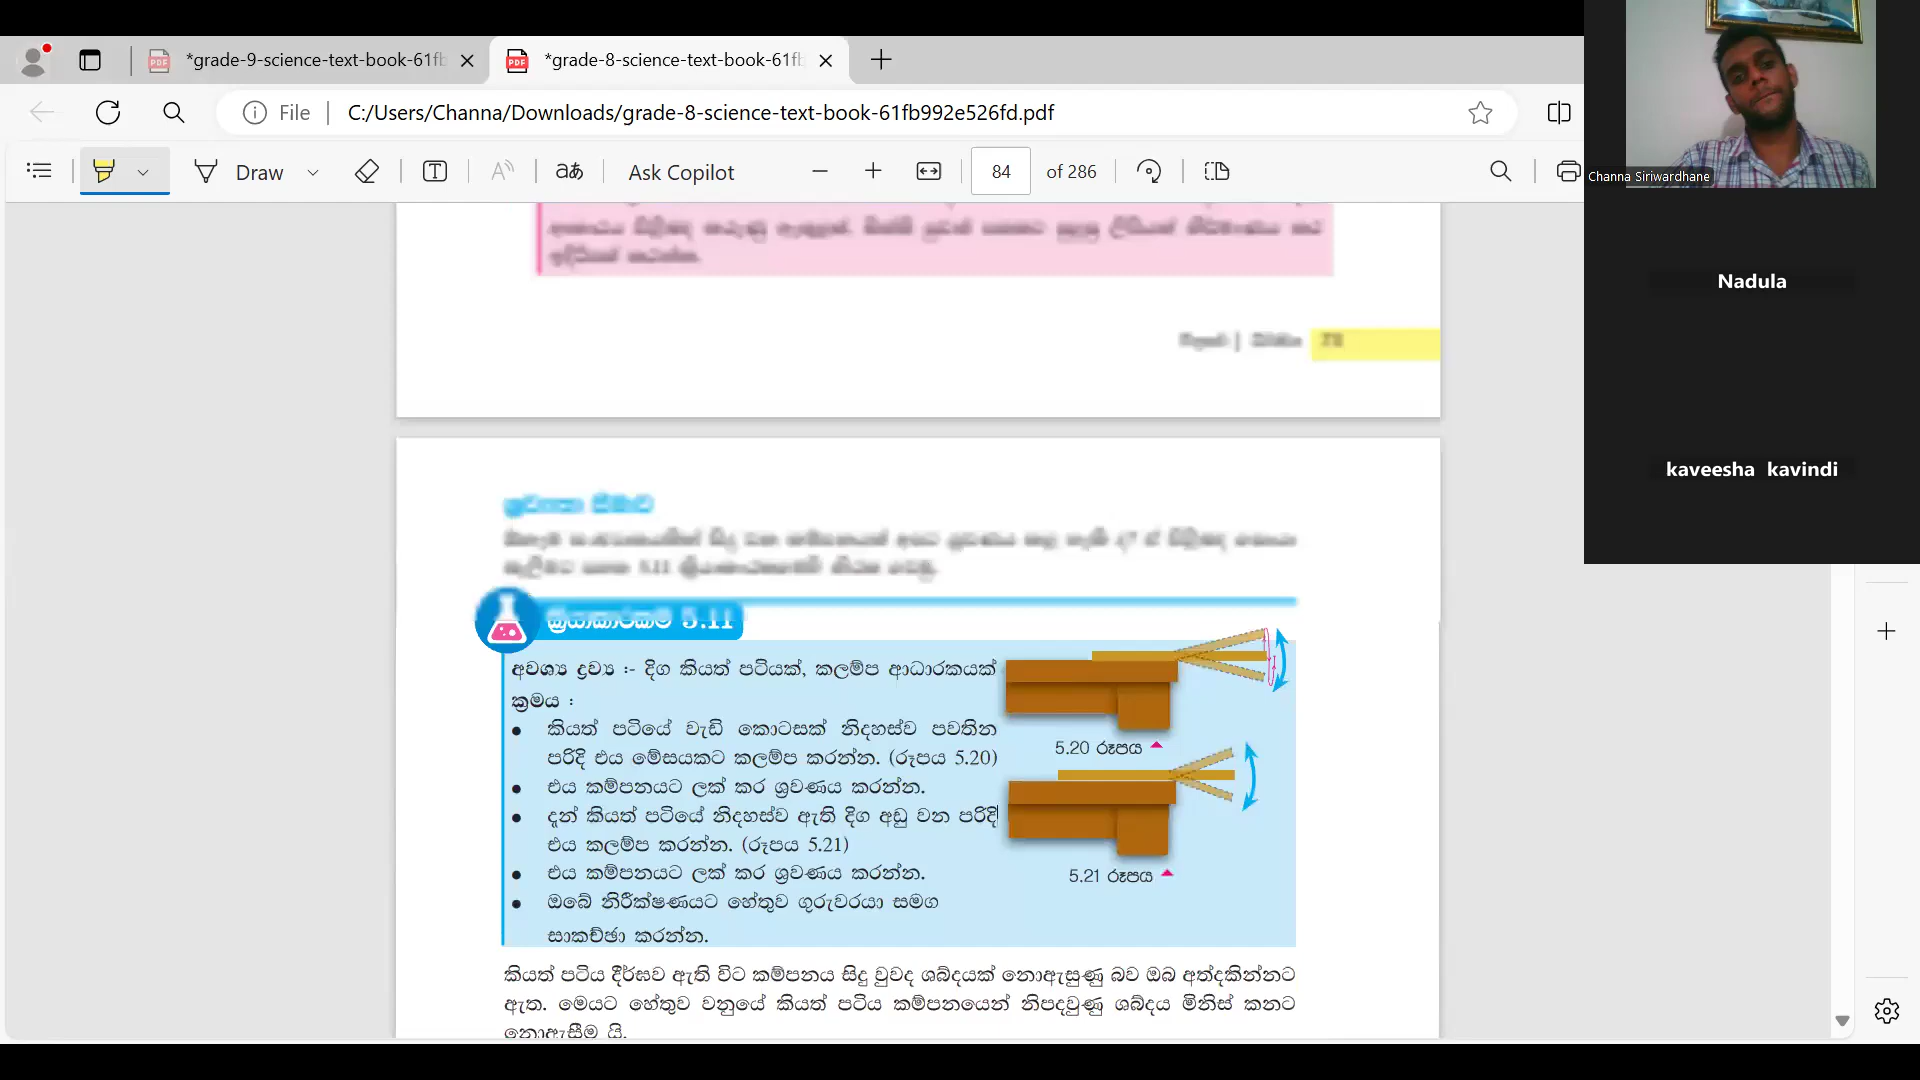 *grade-9-science-text-book-61fb
*grade-8-science-text-book-61fb
File
C:/Users/Channa/Downloads/grade-8-science-text-book-61fb992e526fd.pdf
Draw
Ask Copilot
84 of 286
Channa Siriwardhane
Nadula
kaveesha kavindi
ක්‍රියාකාරකම 5.11
අවශ්‍ය ද්‍රව්‍ය :- දිග කියත් පටියක්, කලම්ප ආධාරකයක්
ක්‍රමය :
• කියත් පටියේ වැඩි කොටසක් නිදහස්ව පවතින
පරිදි එය මේසයකට කලම්ප කරන්න. (රූපය 5.20)
• එය කම්පනයට ලක් කර ශ්‍රවණය කරන්න.
• දැන් කියත් පටියේ නිදහස්ව ඇති දිග අඩු වන පරිදි
එය කලම්ප කරන්න. (රූපය 5.21)
• එය කම්පනයට ලක් කර ශ්‍රවණය කරන්න.
• ඔබේ නිරීක්ෂණයට හේතුව ගුරුවරයා සමග
සාකච්ඡා කරන්න.
5.20 රූපය
5.21 රූපය
කියත් පටිය දීර්ඝව ඇති විට කම්පනය සිදු වුවද ශබ්දයක් නොඇසුණු බව ඔබ අත්දකින්නට
ඇත. මෙයට හේතුව වනුයේ කියත් පටිය කම්පනයෙන් නිපදවුණු ශබ්දය මිනිස් කනට
නොඇසීම යි.